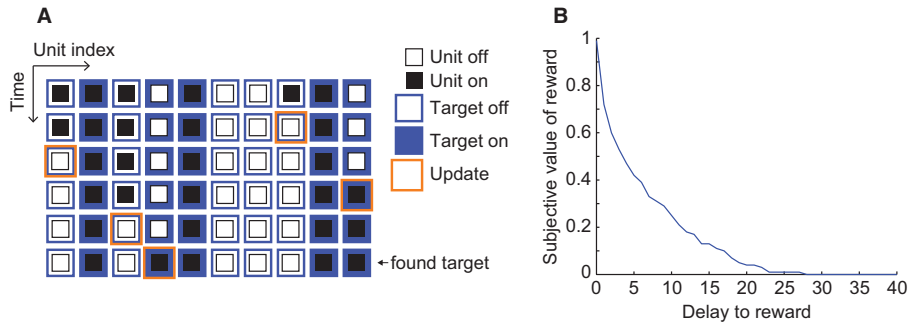 A
Unit index
Time
Unit off
Unit on
Target off
Target on
Update
found target
B
Subjective value of reward
1
0.8
0.6
0.4
0.2
0
0 5 10 15 20 25 30 35 40
Delay to reward